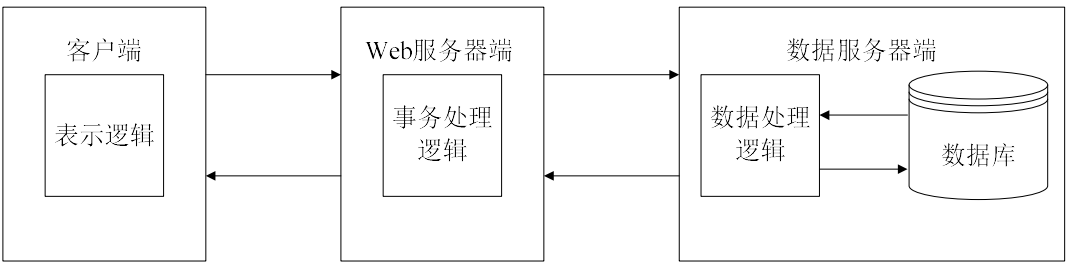 客户端
表示逻辑
Web服务器端
事务处理
逻辑
数据服务器端
数据处理
逻辑
数据库